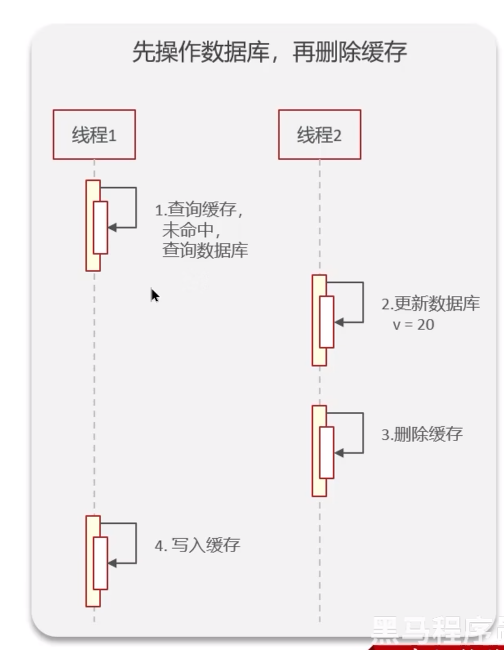 先操作数据库，再删除缓存
线程1
线程2
1.查询缓存，
未命中，
查询数据库
2.更新数据库
v = 20
3.删除缓存
4. 写入缓存
黑马程序